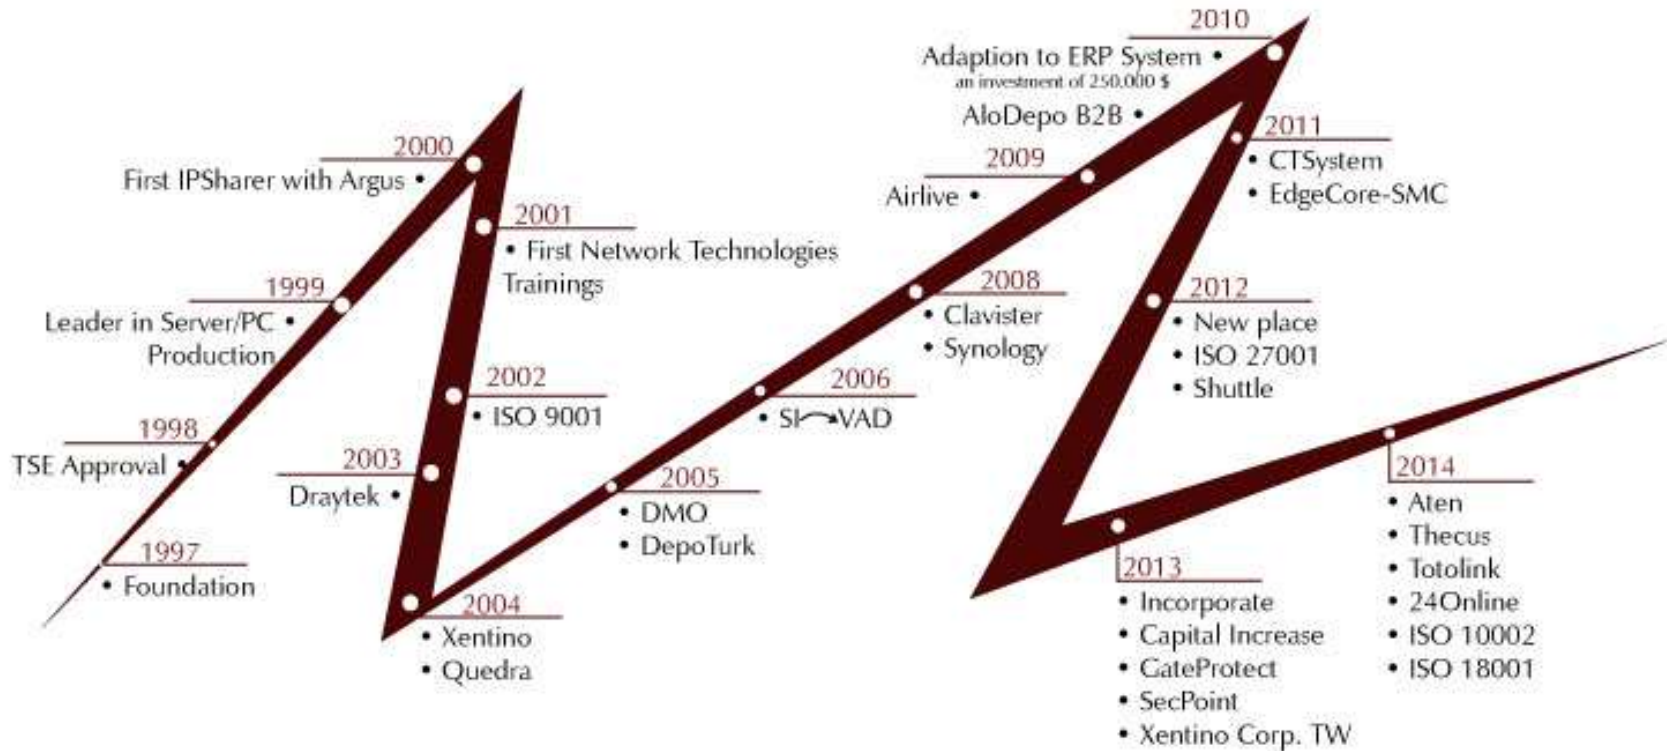 1997
• Foundation
1998
TSE Approval •
1999
Leader in Server/PC •
Production
2000
First IPSharer with Argus •
2001
• First Network Technologies
Trainings
2002
• ISO 9001
2003
Draytek •
2004
• Xentino
• Quedra
2005
• DMO
• DepoTurk
2006
• SI VAD
2008
• Clavister
• Synology
2009
Airlive •
2010
Adaption to ERP System •
an investment of 250.000 $
AloDepo B2B •
2011
• CTSystem
• EdgeCore-SMC
2012
• New place
• ISO 27001
• Shuttle
2013
• Incorporate
• Capital Increase
• GateProtect
• SecPoint
• Xentino Corp. TW
2014
• Aten
• Thecus
• Totolink
• 24Online
• ISO 10002
• ISO 18001